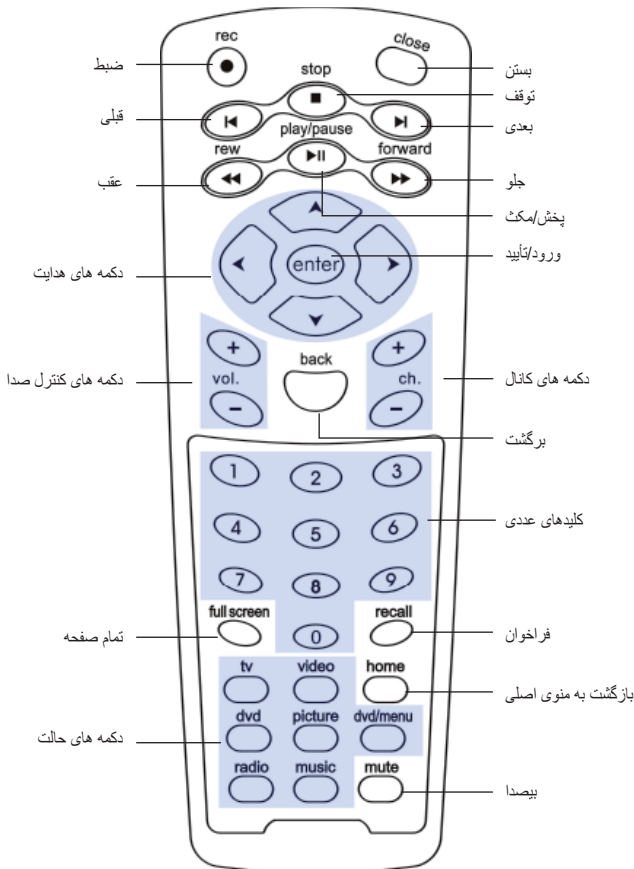 rec
close
ضبط
stop
بستن
توقف
قبلی
play/pause
بعدی
rew
forward
عقب
جلو
پخش/مکث
enter
ورود/تأیید
دکمه های هدایت
+
back
+
vol.
ch.
دکمه های کنترل صدا
دکمه های کانال
-
-
برگشت
1 2 3
4 5 6
کلیدهای عددی
7 8 9
full screen
recall
0
تمام صفحه
فراخوان
tv video home
بازگشت به منوی اصلی
dvd picture dvd/menu
دکمه های حالت
radio music mute
بیصدا